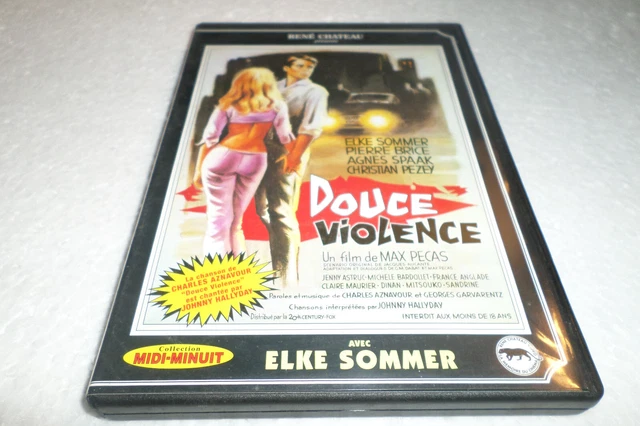 RENÉ CHATEAU
ELKE SOMMER
PIERRE BRICE
AGNES SPAAK
CHRISTIAN PEZEY
DOUCE
VIOLENCE
Un film de MAX PECAS
JENNY ASTRUC-MICHELE BARDOLLET-FRANCE ANGLADE
CLAIRE MAURIER-DINAN-MITSOUKO-SANDRINE
Paroles et musique de CHARLES AZNAVOUR et GEORGES GARVARENTZ
Chansons interprétées par JOHNNY HALLYDAY
Distribué par la 20th CENTURY-FOX
INTERDIT AUX MOINS DE 18 ANS
La chanson de
CHARLES AZNAVOUR
"Douce Violence"
est chantée par
JOHNNY HALLYDAY
Collection
MIDI-MINUIT
AVEC
ELKE SOMMER